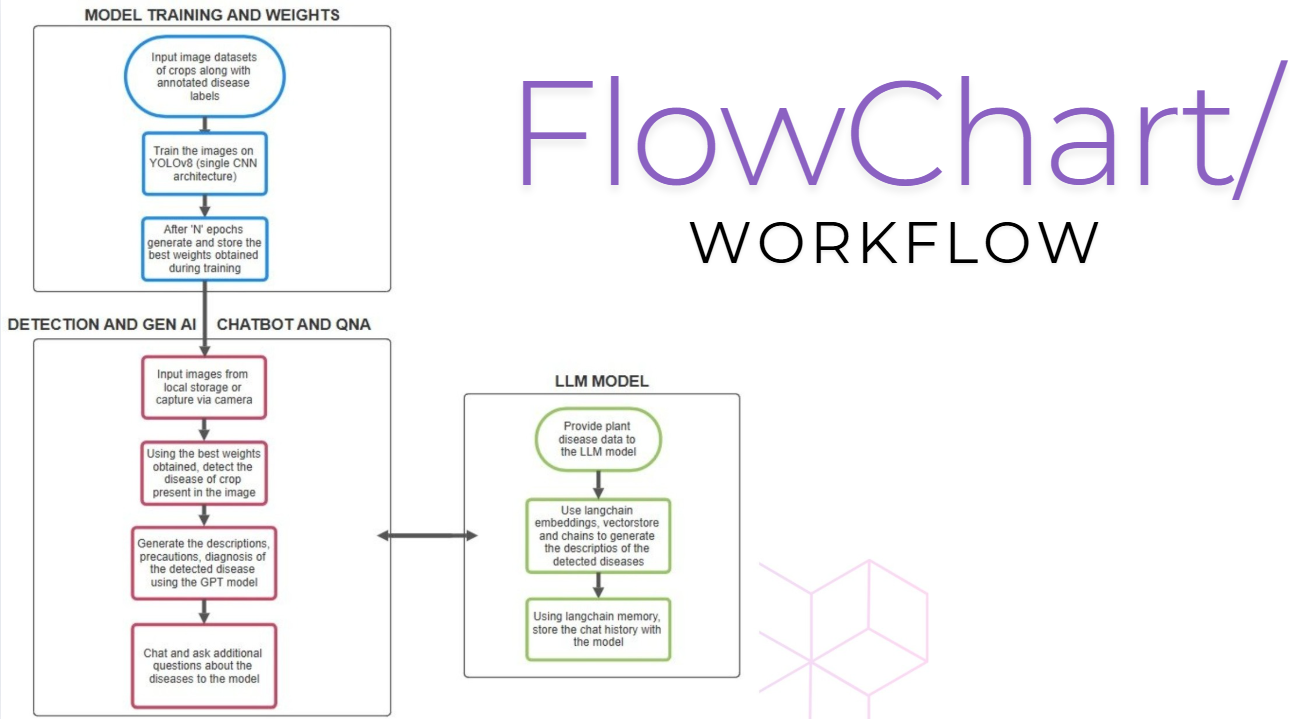 MODEL TRAINING AND WEIGHTS
Input image datasets
of crops along with
annotated disease
labels
Train the images on
YOLOv8 (single CNN
architecture)
After 'N' epochs
generate and store the
best weights obtained
during training
FlowChart/
WORKFLOW
DETECTION AND GEN AI
CHATBOT AND QNA
Input images from
local storage or
capture via camera
Using the best weights
obtained, detect the
disease of crop
present in the image
Generate the descriptions,
precautions, diagnosis of
the detected disease
using the GPT model
Chat and ask additional
questions about the
diseases to the model
LLM MODEL
Provide plant
disease data to
the LLM model
Use langchain
embeddings, vectorstore
and chains to generate
the descriptios of the
detected diseases
Using langchain memory,
store the chat history with
the model